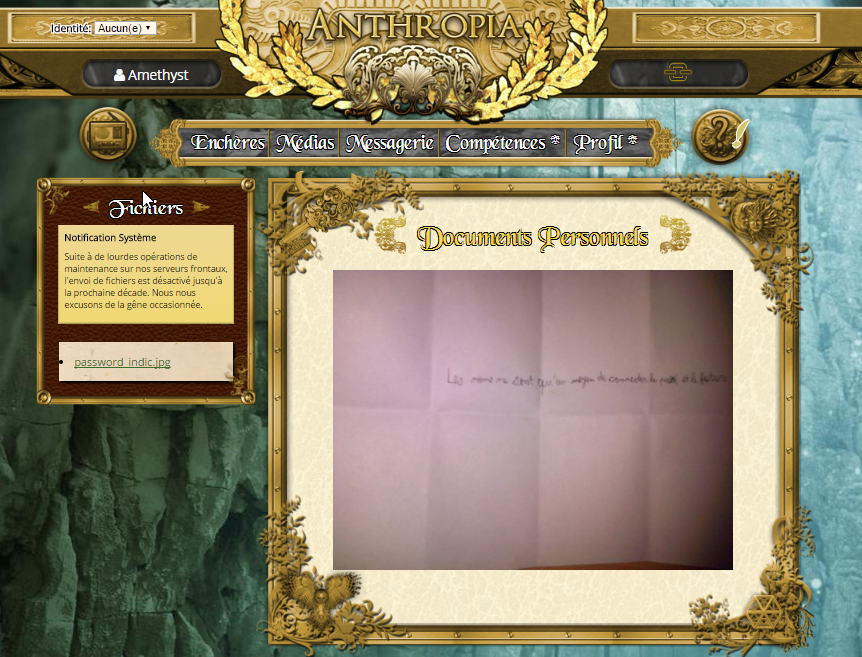 Identité: Aucun(e)
ANTHROPIA
Amethyst
Enchères Médias Messagerie Compétences * Profil *
Fichiers
Notification Système
Suite à de lourdes opérations de
maintenance sur nos serveurs frontaux,
l'envoi de fichiers est désactivé jusqu'à
la prochaine décade. Nous nous
excusons de la gêne occasionnée.
password_indic.jpg
Documents Personnels
Les ne sont qu'un moyen de connecter le passé et le futur